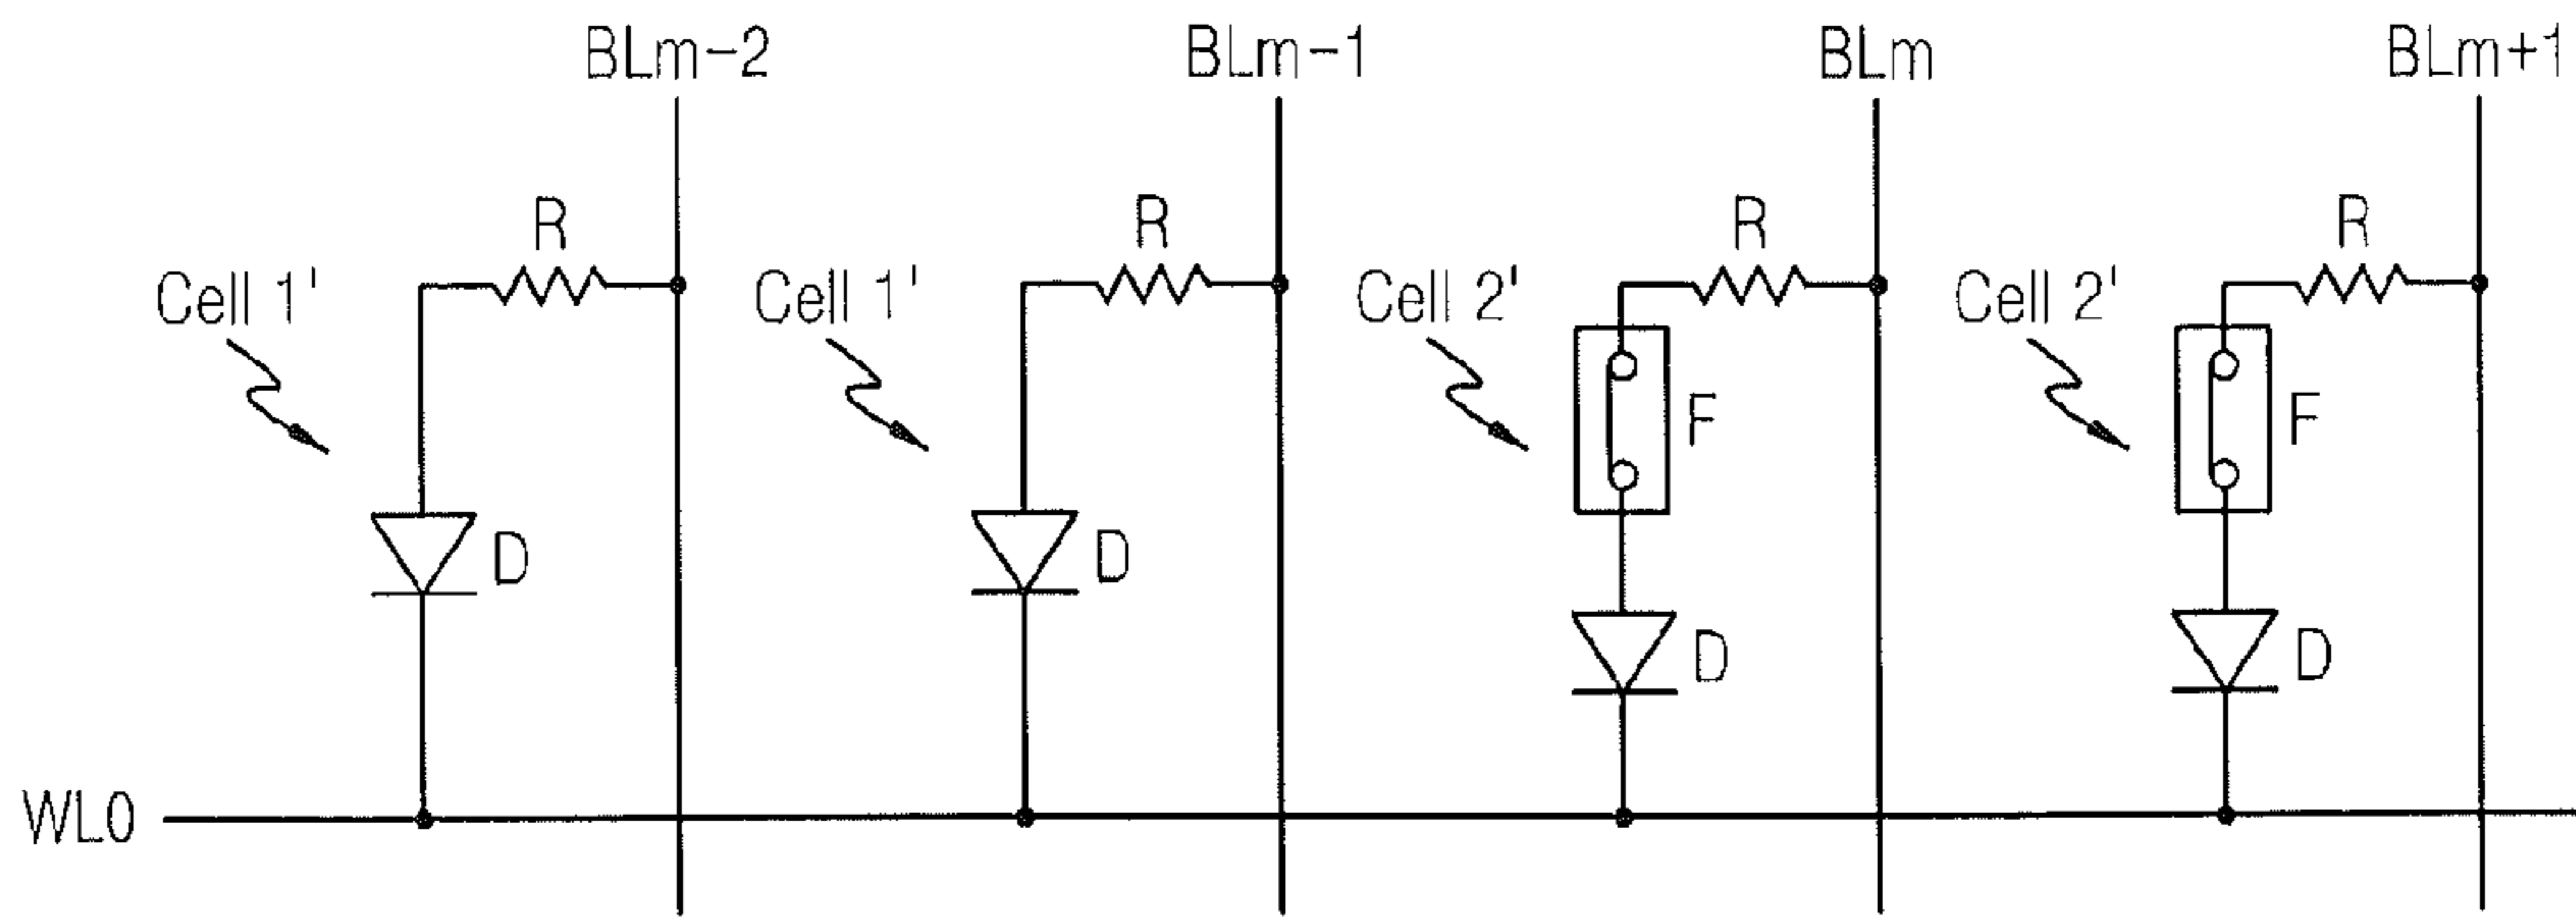 BLm-2 BLm-1 BLm BLm+1
R R R R
Cell 1' Cell 1' Cell 2' Cell 2'
F F
D D
D D
WL0